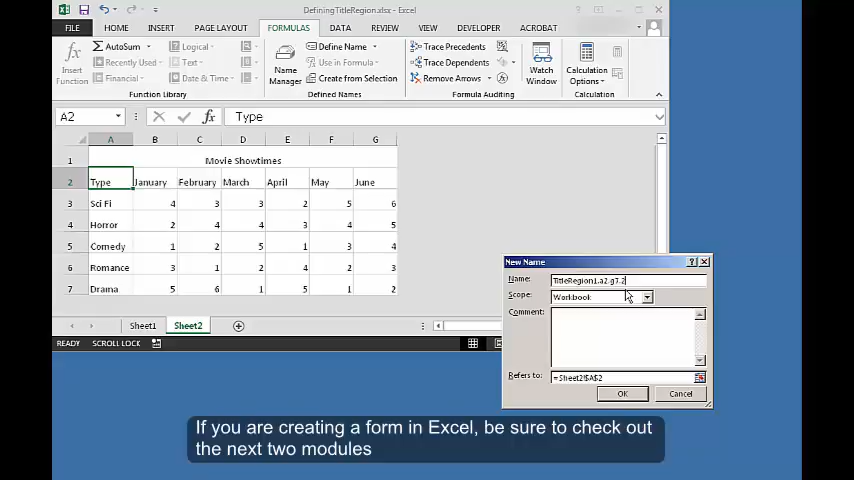 DefiningTitleRegion.xlsx - Excel
FILE HOME INSERT PAGE LAYOUT FORMULAS DATA REVIEW VIEW DEVELOPER ACROBAT
Insert Function
AutoSum
Recently Used
Financial
Logical
Text
Date & Time
Function Library
Name Manager
Define Name
Use in Formula
Create from Selection
Defined Names
Trace Precedents
Trace Dependents
Remove Arrows
Formula Auditing
Watch Window
Calculation Options
Calculation
A2 fx Type
A B C D E F G
1 Movie Showtimes
2 Type January February March April May June
3 Sci Fi 4 3 3 2 5 6
4 Horror 2 4 4 3 4 5
5 Comedy 1 2 5 1 3 4
6 Romance 3 1 2 4 2 3
7 Drama 5 6 1 5 1 2
Sheet1 Sheet2
READY SCROLL LOCK
New Name
Name: TitleRegion1.a2.g7.2
Scope: Workbook
Comment:
Refers to: =Sheet2!$A$2
OK Cancel
If you are creating a form in Excel, be sure to check out
the next two modules